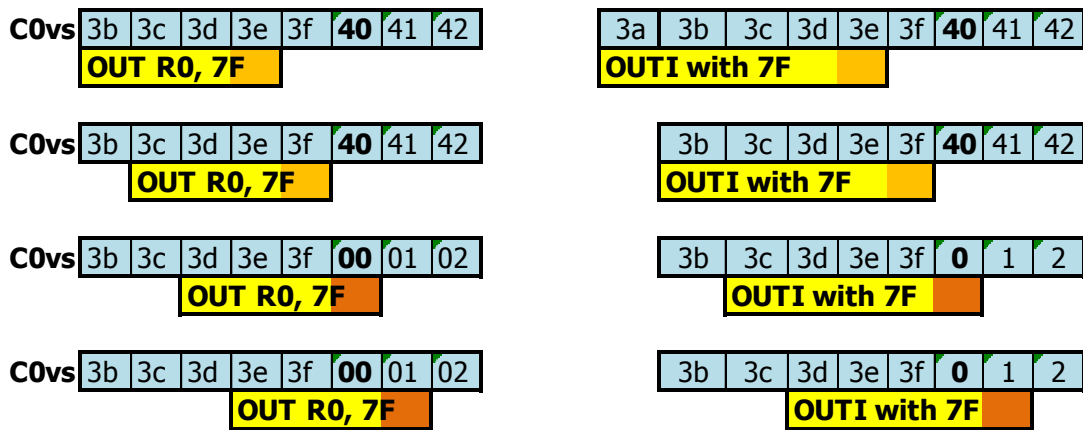 C0vs 3b 3c 3d 3e 3f 40 41 42 3a 3b 3c 3d 3e 3f 40 41 42
OUT R0, 7F OUTI with 7F
C0vs 3b 3c 3d 3e 3f 40 41 42 3b 3c 3d 3e 3f 40 41 42
OUT R0, 7F OUTI with 7F
C0vs 3b 3c 3d 3e 3f 00 01 02 3b 3c 3d 3e 3f 0 1 2
OUT R0, 7F OUTI with 7F
C0vs 3b 3c 3d 3e 3f 00 01 02 3b 3c 3d 3e 3f 0 1 2
OUT R0, 7F OUTI with 7F